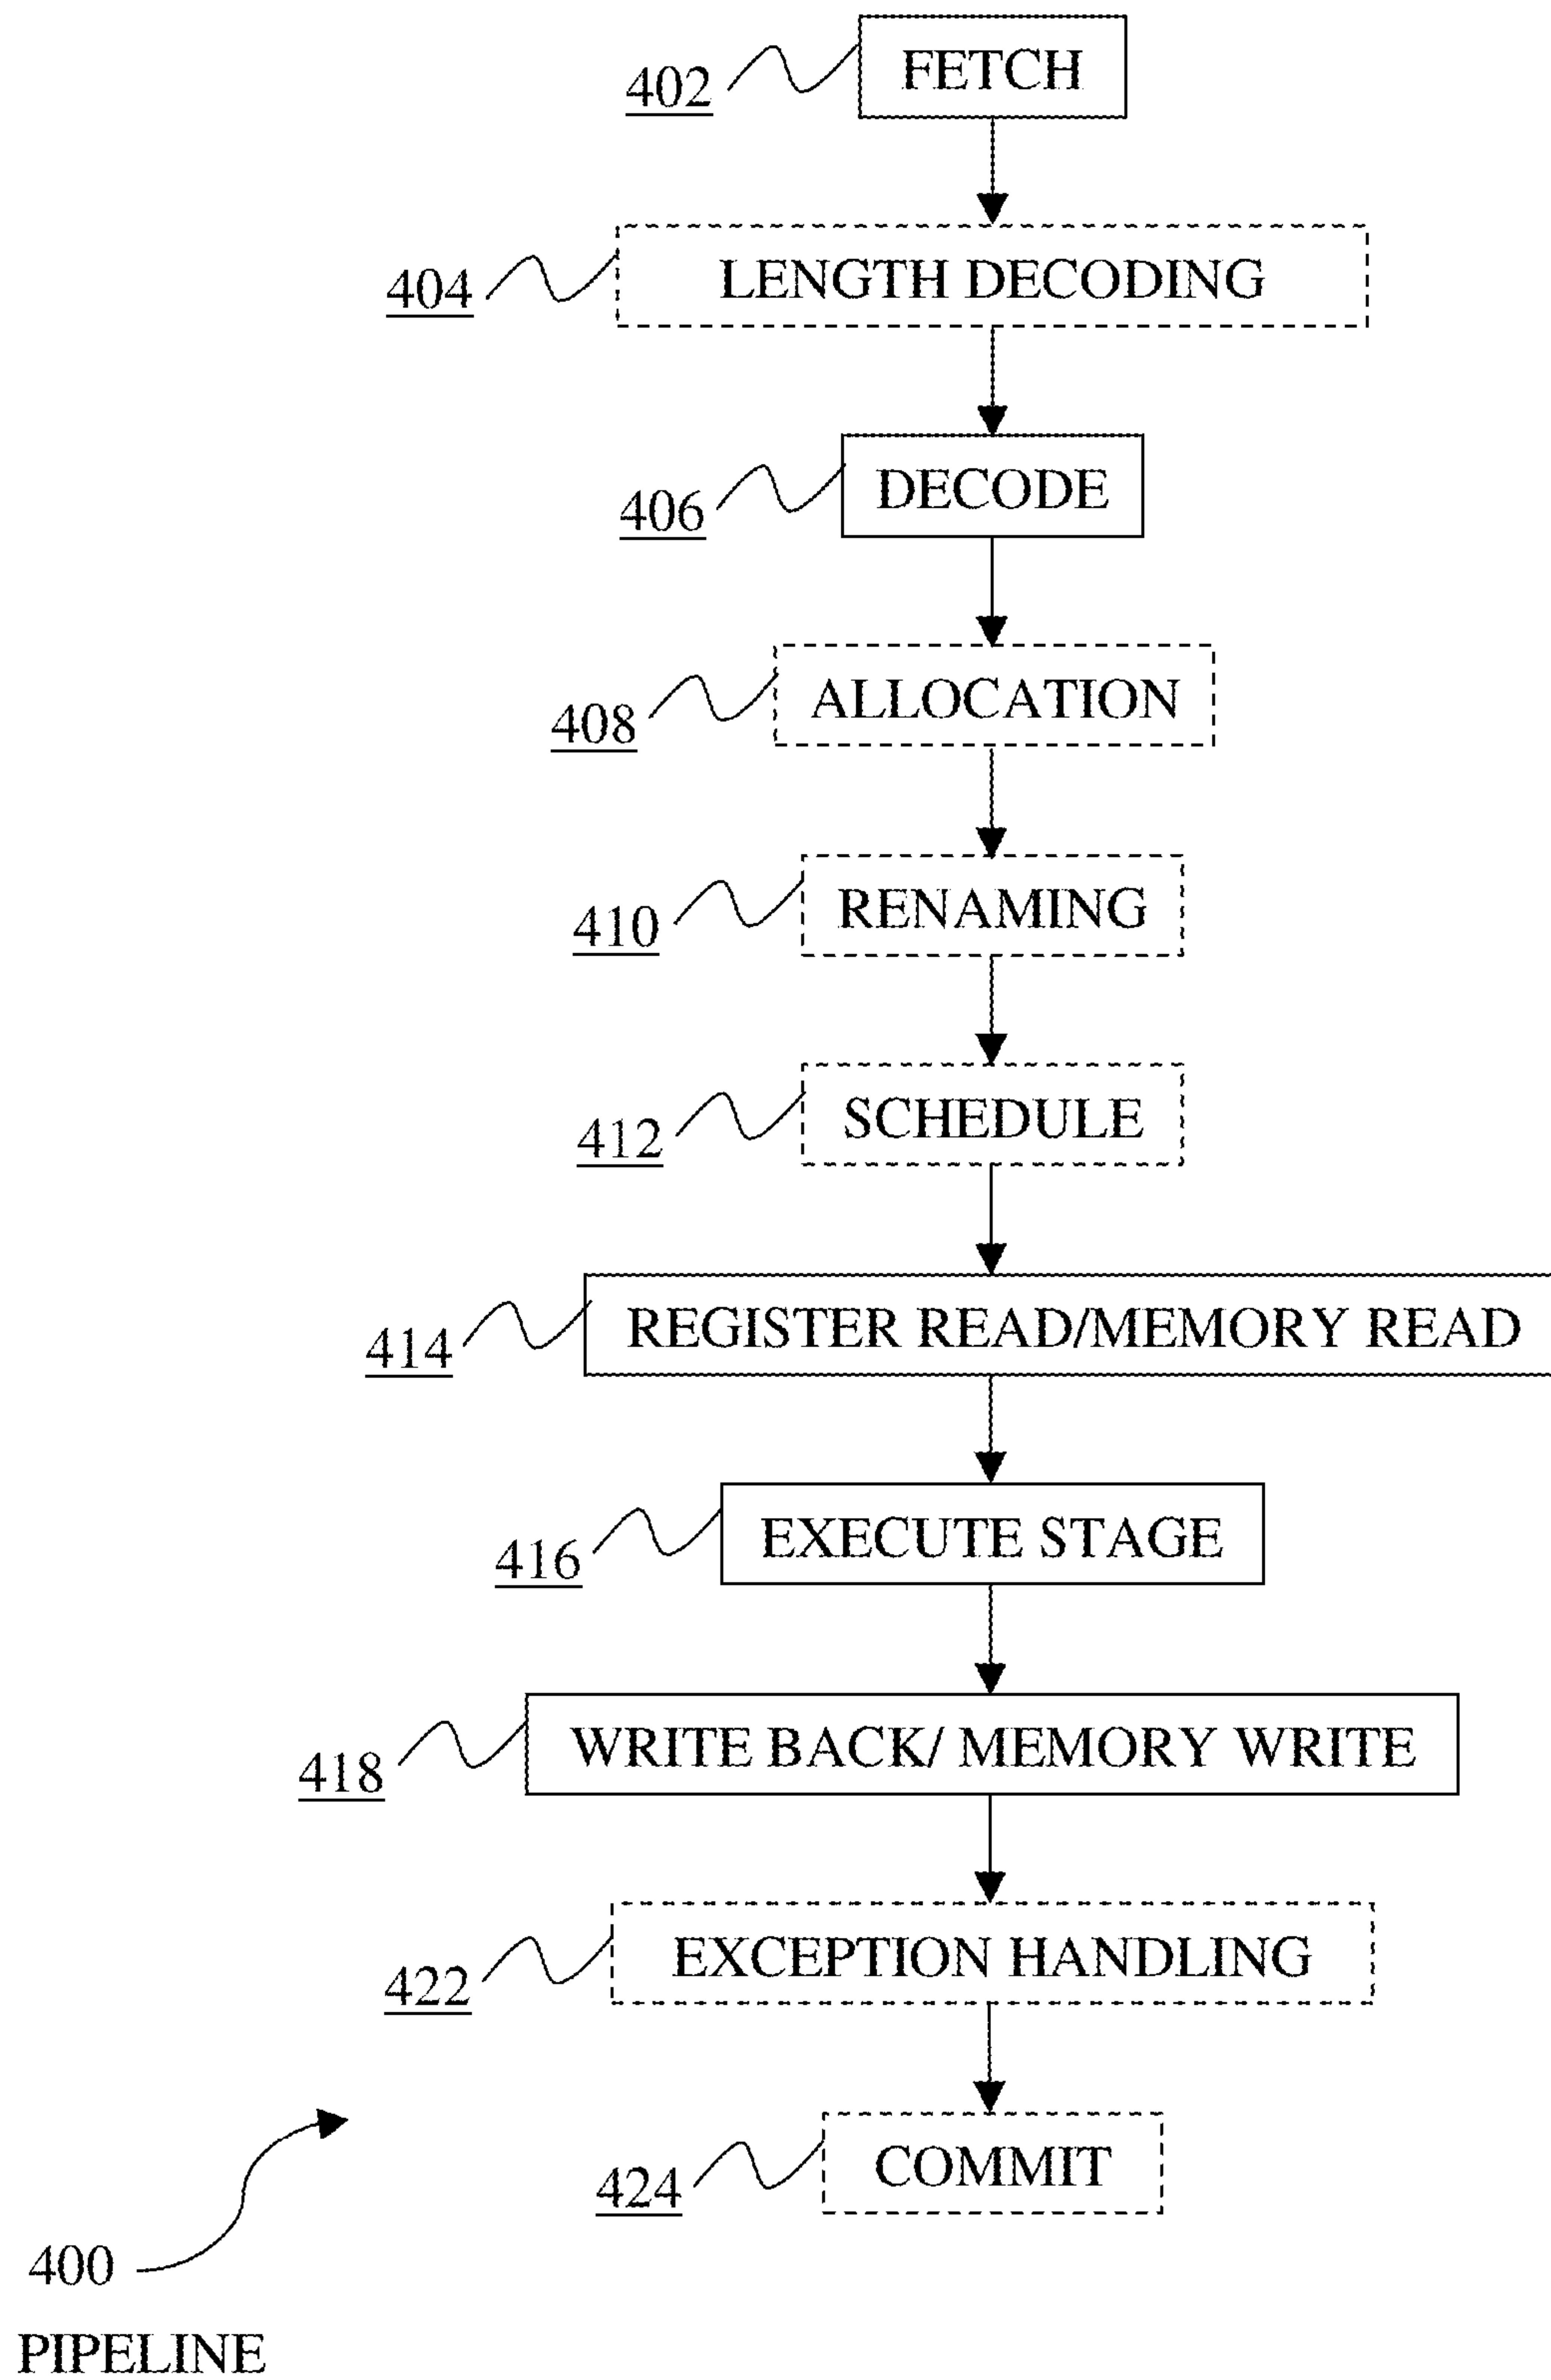 FETCH
402
LENGTH DECODING
404
DECODE
406
ALLOCATION
408
RENAMING
410
SCHEDULE
412
REGISTER READ/MEMORY READ
414
EXECUTE STAGE
416
WRITE BACK/ MEMORY WRITE
418
EXCEPTION HANDLING
422
COMMIT
424
400
PIPELINE